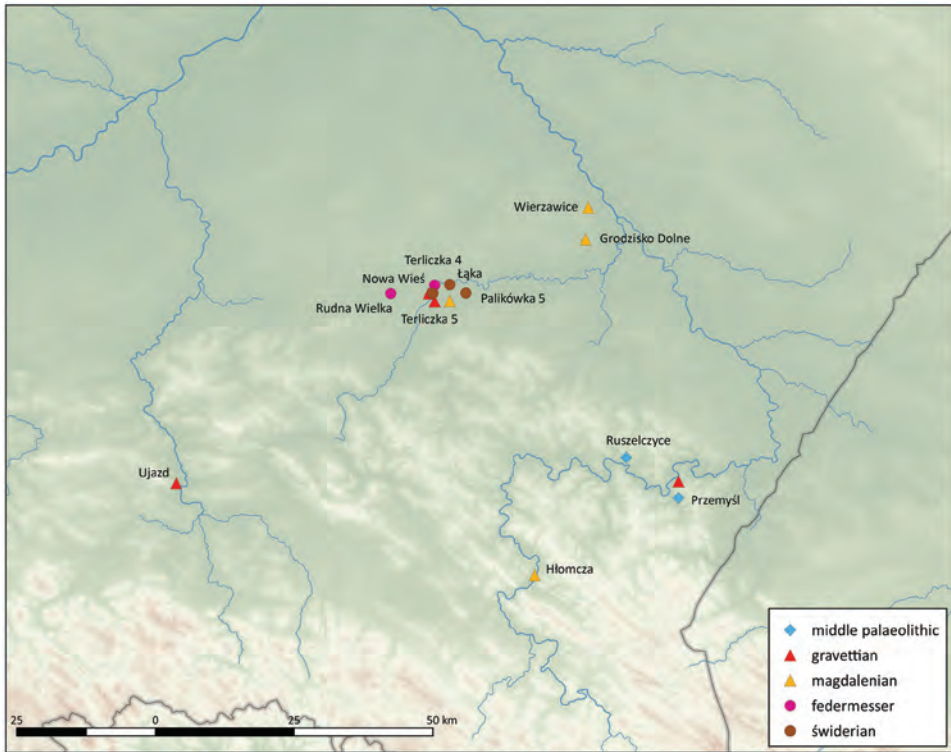 Wierzawice
Grodzisko Dolne
Terliczka 4
Łąka
Nowa Wieś
Rudna Wielka
Palikówka 5
Terliczka 5
Ruszelczyce
Ujazd
Przemyśl
Hłomcza
middle palaeolithic
gravettian
magdalenian
federmesser
świderian
25 0 25 50 km